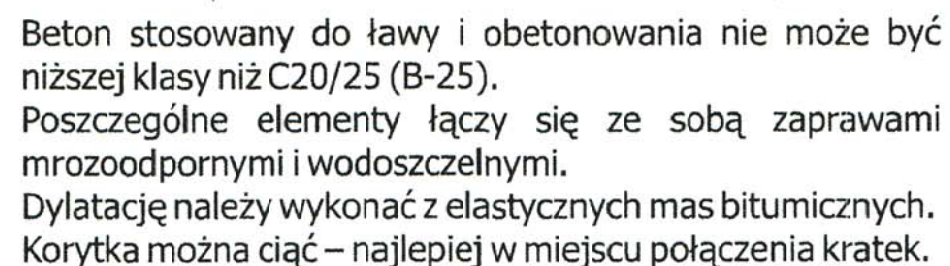 Beton stosowany do ławy i obetonowania nie może być
niższej klasy niż C20/25 (B-25).
Poszczególne elementy łączy się ze sobą zaprawami
mrozoodpornymi i wodoszczelnymi.
Dylatację należy wykonać z elastycznych mas bitumicznych.
Korytka można ciąć – najlepiej w miejscu połączenia kratek.